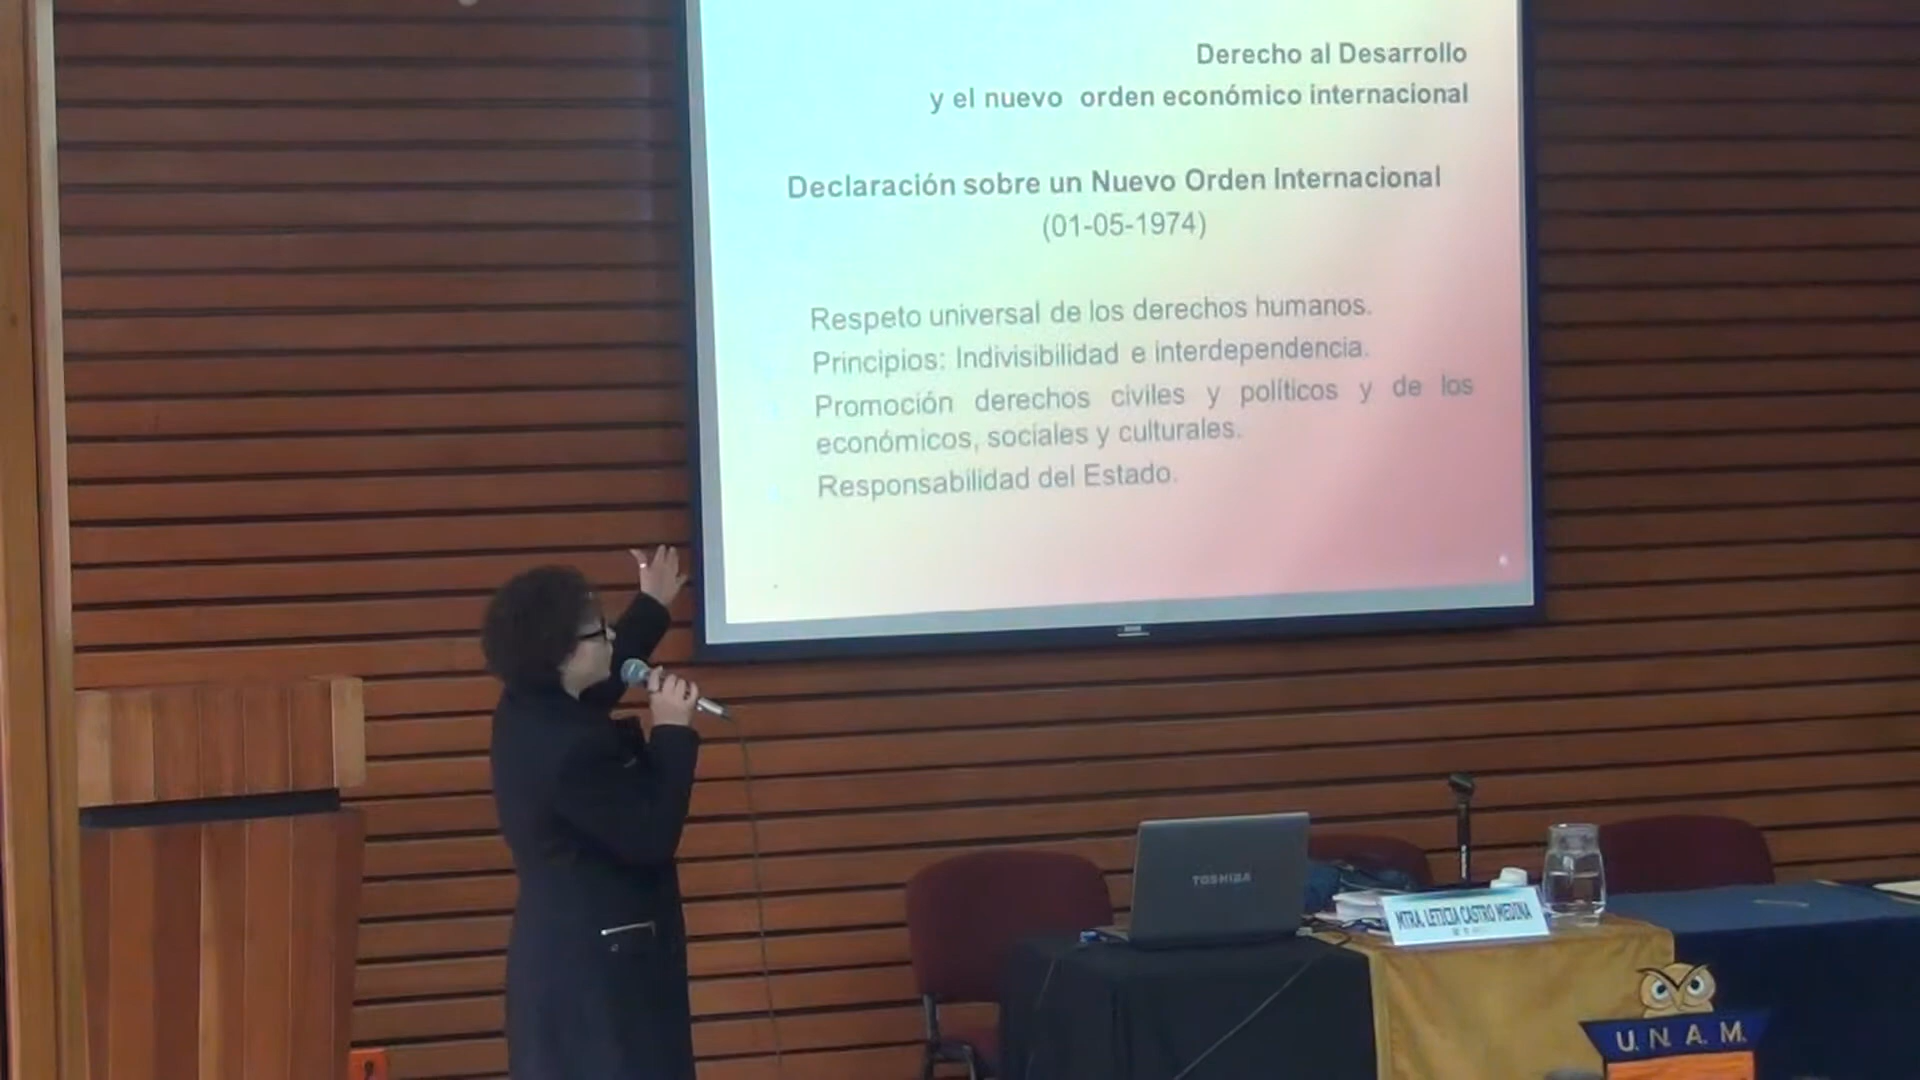 Derecho al Desarrollo
y el nuevo orden económico internacional
Declaración sobre un Nuevo Orden Internacional
(01-05-1974)
Respeto universal de los derechos humanos.
Principios: Indivisibilidad e interdependencia.
Promoción derechos civiles y políticos y de los
económicos, sociales y culturales.
Responsabilidad del Estado.
TOSHIBA
MTRA. LETICIA CASTRO MEDINA
U. N. A. M.